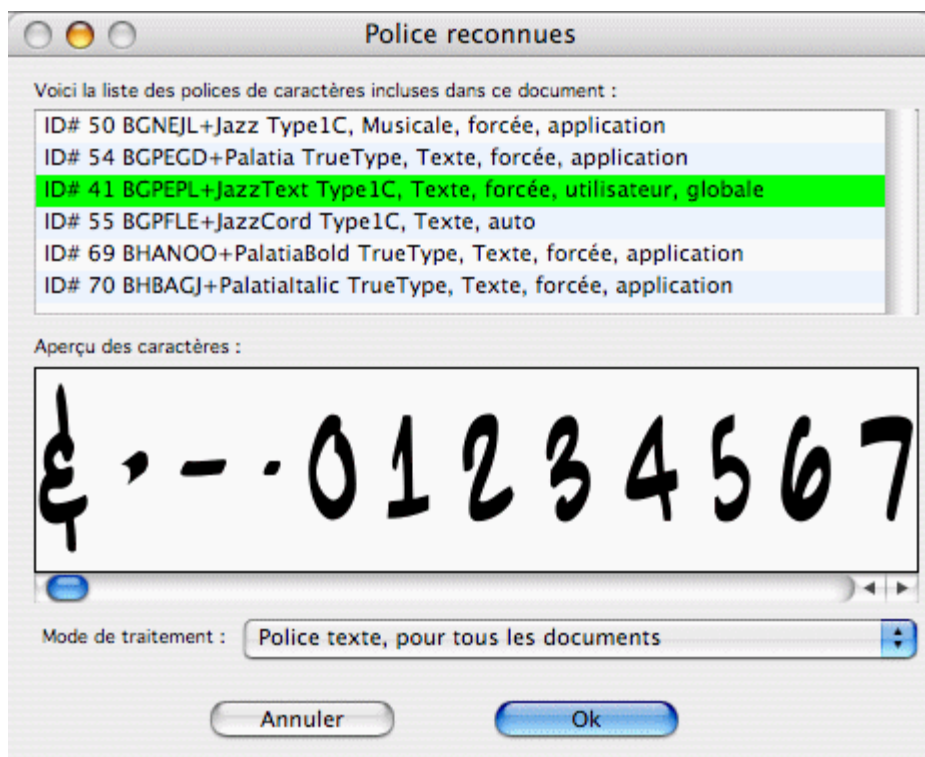 Police reconnues
Voici la liste des polices de caractères incluses dans ce document :
ID# 50 BGNEJL+Jazz Type1C, Musicale, forcée, application
ID# 54 BGPEGD+Palatia TrueType, Texte, forcée, application
ID# 41 BGPEPL+JazzText Type1C, Texte, forcée, utilisateur, globale
ID# 55 BGPFLE+JazzCord Type1C, Texte, auto
ID# 69 BHANOO+PalatiaBold TrueType, Texte, forcée, application
ID# 70 BHBAGJ+PalatiaItalic TrueType, Texte, forcée, application
Aperçu des caractères :
& , - . 0 1 2 3 4 5 6 7
Mode de traitement : Police texte, pour tous les documents
Annuler Ok